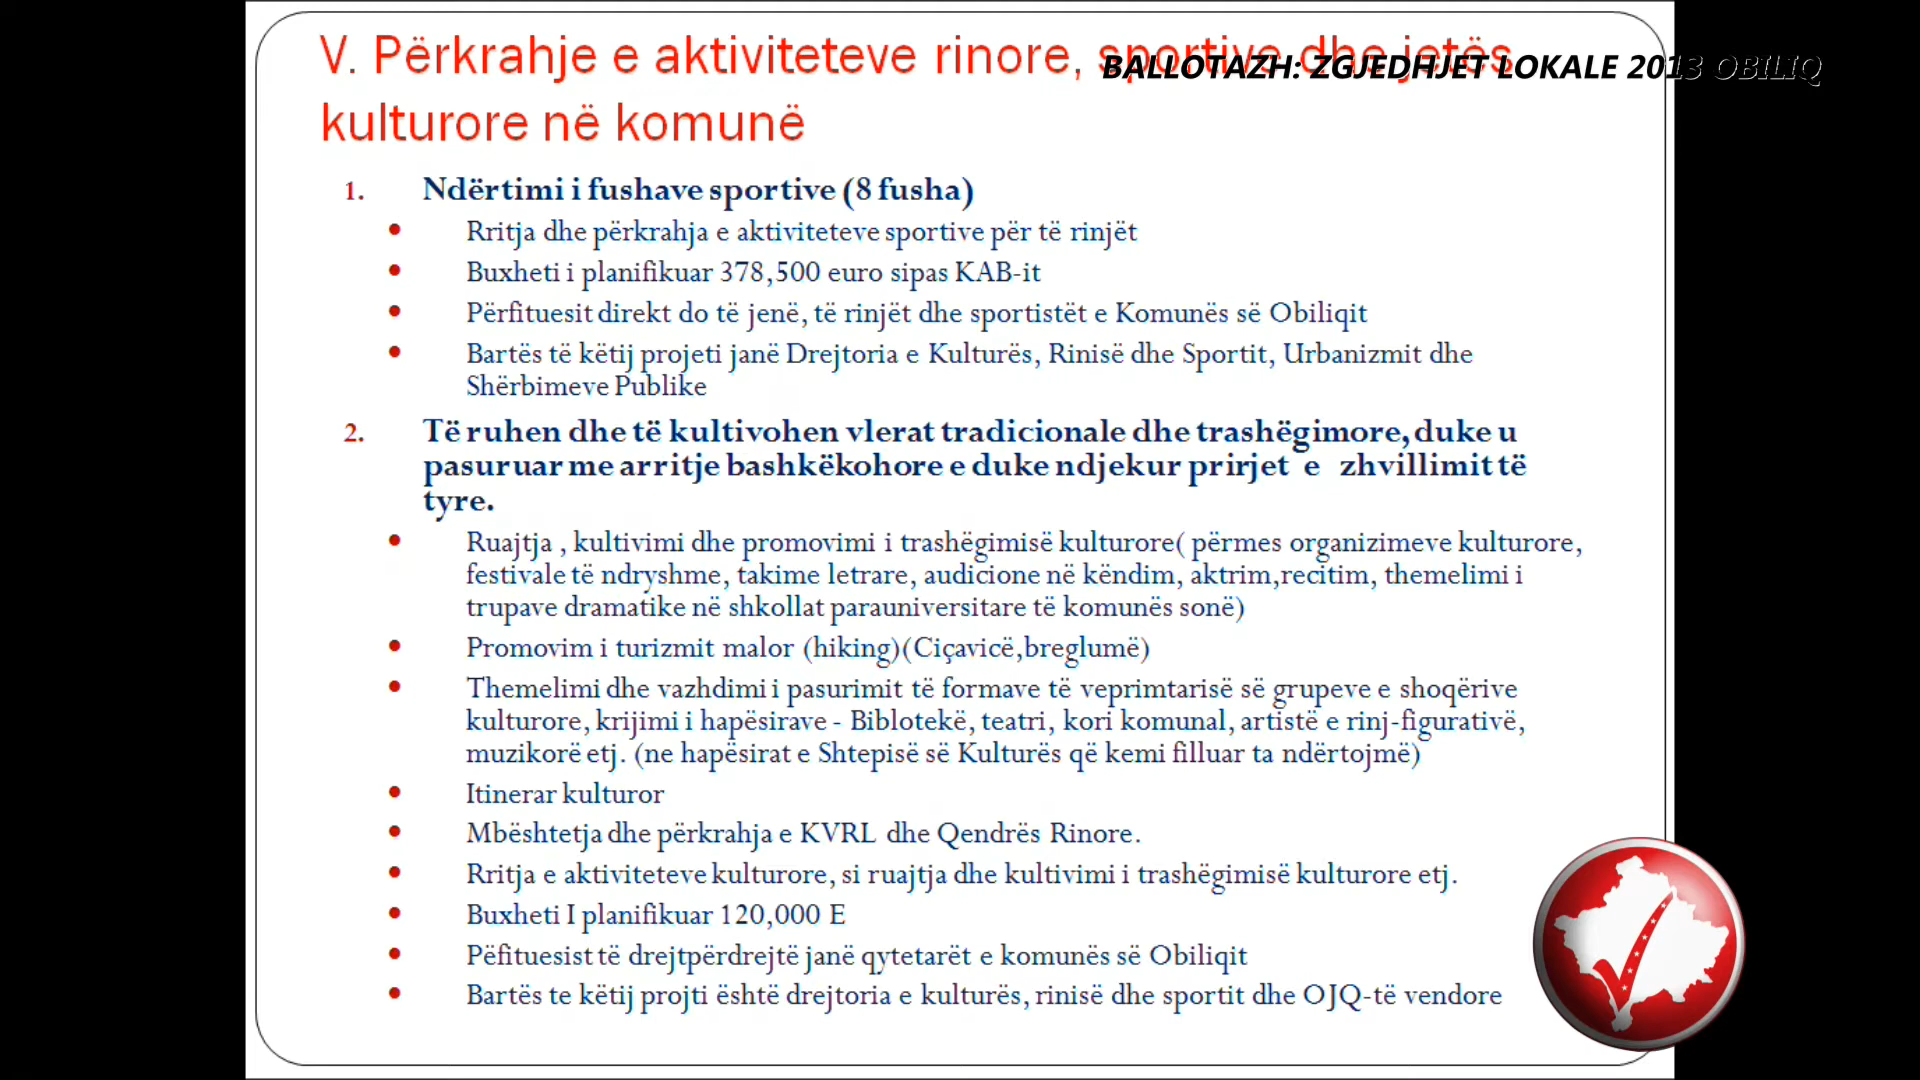 V. Përkrahje e aktiviteteve rinore, sportive dhe jetës
BALLOTAZH: ZGJEDHJET LOKALE 2013 OBILIQ
kulturore në komunë
1. Ndërtimi i fushave sportive (8 fusha)
• Rritja dhe përkrahja e aktiviteteve sportive për të rinjët
• Buxheti i planifikuar 378,500 euro sipas KAB-it
• Përfituesit direkt do të jenë, të rinjët dhe sportistët e Komunës së Obiliqit
• Bartës të këtij projeti janë Drejtoria e Kulturës, Rinisë dhe Sportit, Urbanizmit dhe
Shërbimeve Publike
2. Të ruhen dhe të kultivohen vlerat tradicionale dhe trashëgimore, duke u
pasuruar me arritje bashkëkohore e duke ndjekur prirjet e zhvillimit të
tyre.
• Ruajtja , kultivimi dhe promovimi i trashëgimisë kulturore( përmes organizimeve kulturore,
festivale të ndryshme, takime letrare, audicione në këndim, aktrim,recitim, themelimi i
trupave dramatike në shkollat parauniversitare të komunës sonë)
• Promovim i turizmit malor (hiking)(Ciçavicë,breglumë)
• Themelimi dhe vazhdimi i pasurimit të formave të veprimtarisë së grupeve e shoqërive
kulturore, krijimi i hapësirave - Biblotekë, teatri, kori komunal, artistë e rinj-figurativë,
muzikorë etj. (ne hapësirat e Shtepisë së Kulturës që kemi filluar ta ndërtojmë)
• Itinerar kulturor
• Mbështetja dhe përkrahja e KVRL dhe Qendrës Rinore.
• Rritja e aktiviteteve kulturore, si ruajtja dhe kultivimi i trashëgimisë kulturore etj.
• Buxheti I planifikuar 120,000 E
• Pëfituesist të drejtpërdrejtë janë qytetarët e komunës së Obiliqit
• Bartës te këtij projti është drejtoria e kulturës, rinisë dhe sportit dhe OJQ-të vendore